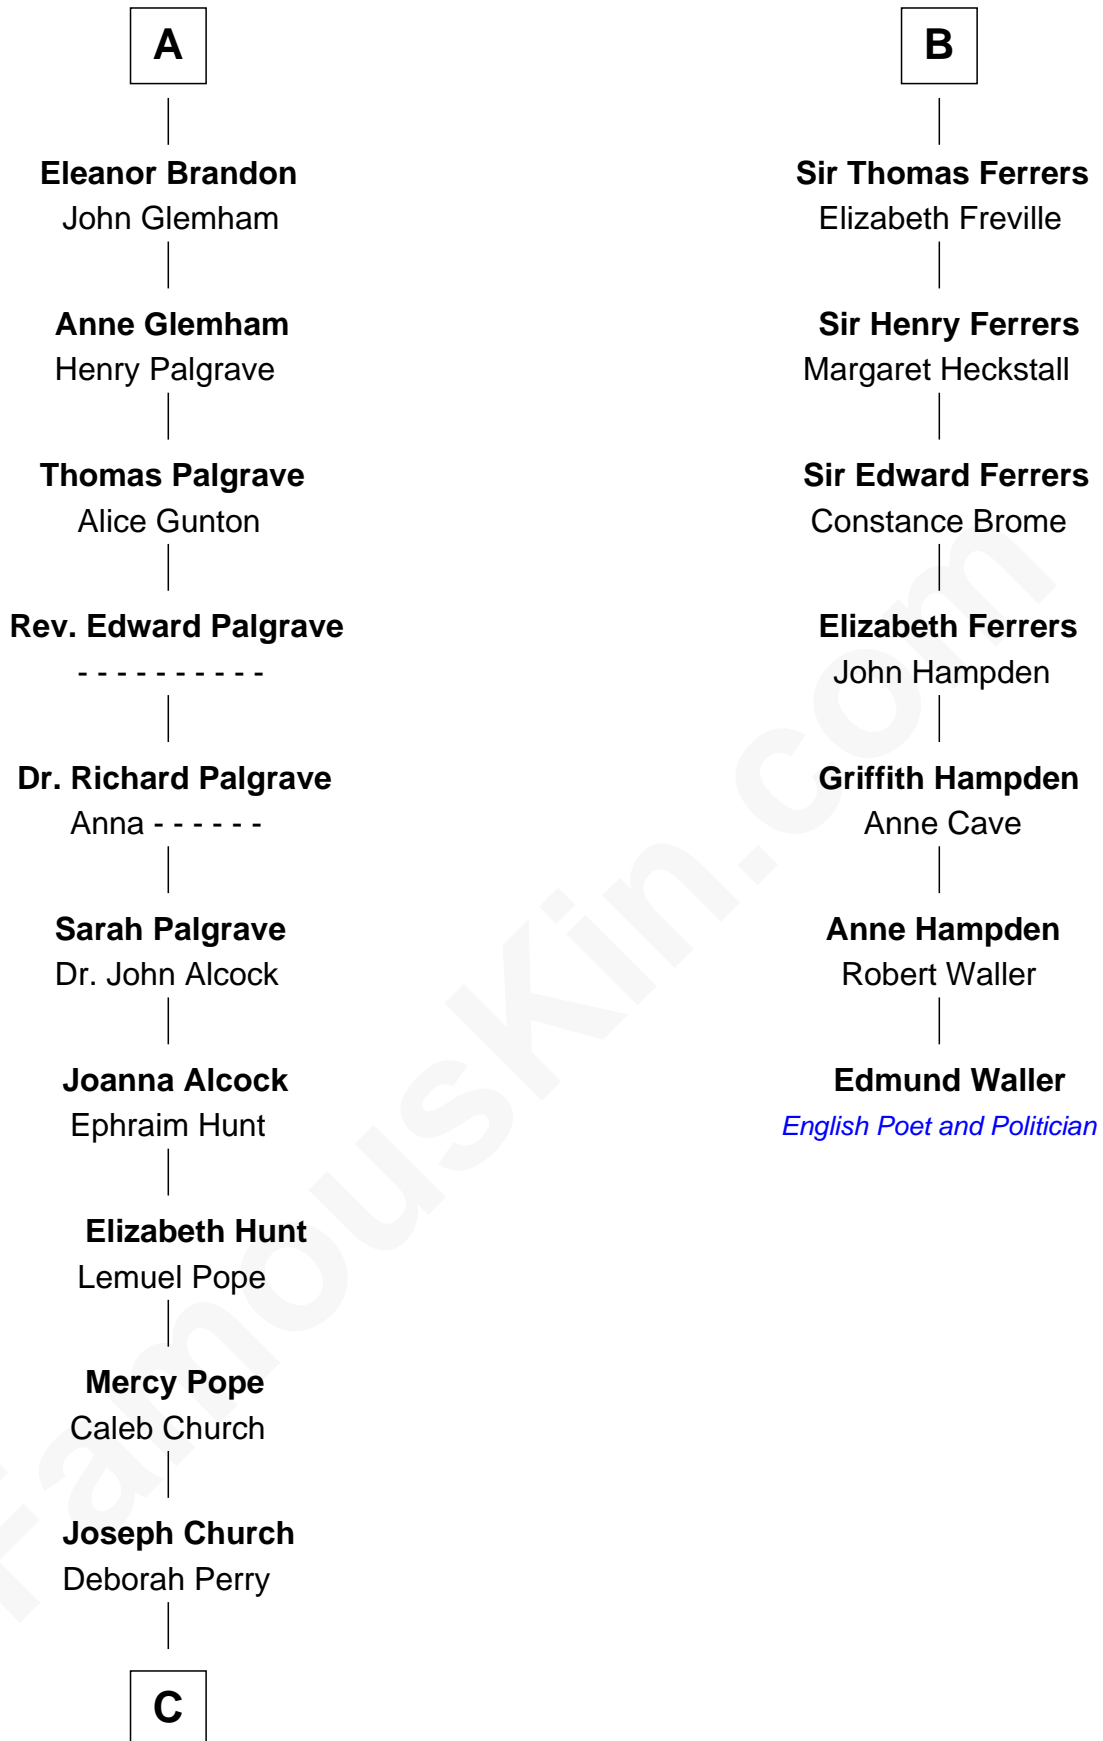 A
Eleanor Brandon
John Glemham
Anne Glemham
Henry Palgrave
Thomas Palgrave
Alice Gunton
Rev. Edward Palgrave
- - - - - - - - - -
Dr. Richard Palgrave
Anna - - - - - -
Sarah Palgrave
Dr. John Alcock
Joanna Alcock
Ephraim Hunt
Elizabeth Hunt
Lemuel Pope
Mercy Pope
Caleb Church
Joseph Church
Deborah Perry
C
B
Sir Thomas Ferrers
Elizabeth Freville
Sir Henry Ferrers
Margaret Heckstall
Sir Edward Ferrers
Constance Brome
Elizabeth Ferrers
John Hampden
Griffith Hampden
Anne Cave
Anne Hampden
Robert Waller
Edmund Waller
English Poet and Politician
FamousKin.com